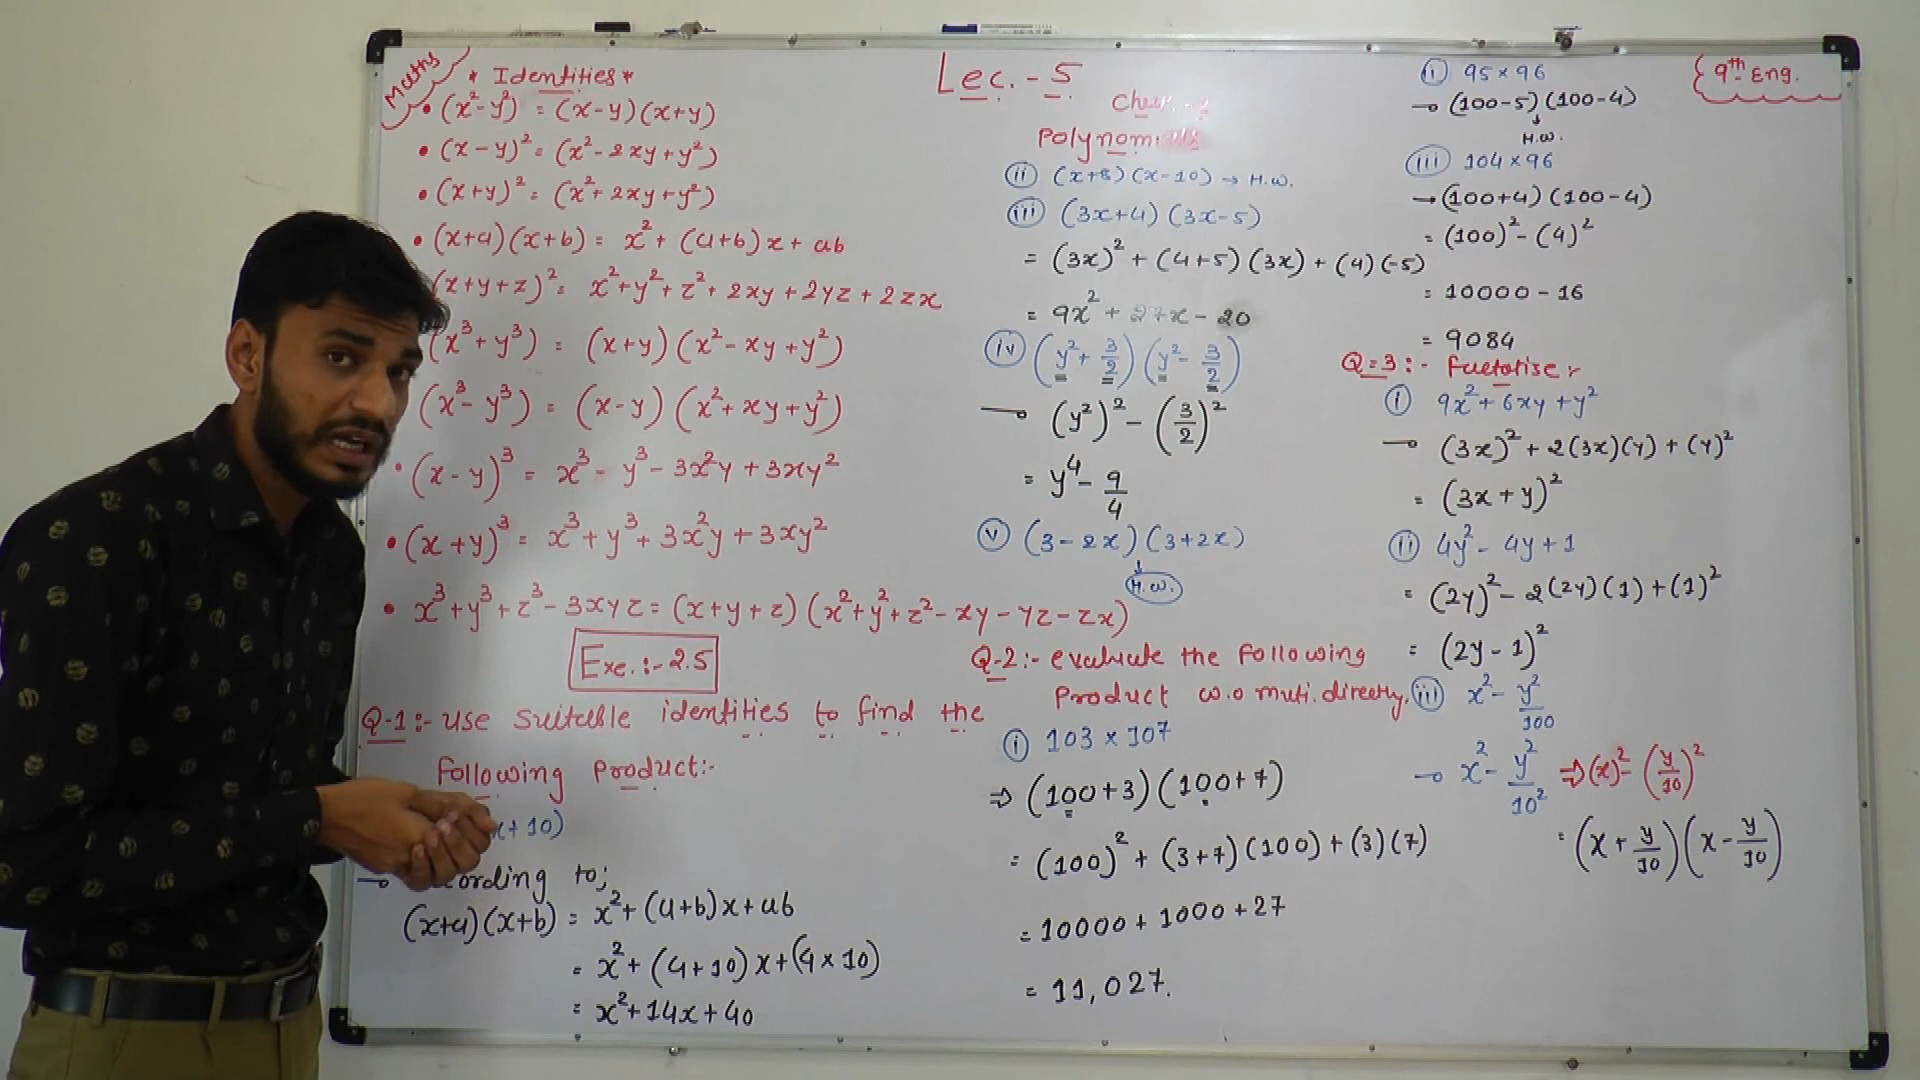 Maths
* Identities *
• (x²-y²) = (x-y)(x+y)
• (x-y)² = (x²-2xy+y²)
• (x+y)² = (x²+2xy+y²)
• (x+a)(x+b) = x²+(a+b)x+ab
(x+y+z)² = x²+y²+z²+2xy+2yz+2zx
(x³+y³) = (x+y)(x²-xy+y²)
(x³-y³) = (x-y)(x²+xy+y²)
• (x-y)³ = x³-y³-3x²y+3xy²
• (x+y)³ = x³+y³+3x²y+3xy²
• x³+y³+z³-3xyz = (x+y+z)(x²+y²+z²-xy-yz-zx)
Exe.:-2.5
Q-1:- use suitable identities to find the
following product:-
x+10)
→ cording to;
(x+a)(x+b) = x²+(a+b)x+ab
= x²+(4+10)x+(4×10)
= x²+14x+40
Lec.-5
Polynom
(ii) (x+8)(x-10) → H.W.
(iii) (3x+4)(3x-5)
= (3x)²+(4+5)(3x)+(4)(-5)
= 9x²+27x-20
(iv) (y²+3/2)(y²-3/2)
→ (y²)²-(3/2)²
= y⁴-9/4
(v) (3-2x)(3+2x)
↓
H.W.
Q-2:- evaluate the following
product w.o muti. directly.
(i) 103×107
⇒ (100+3)(100+7)
= (100)²+(3+7)(100)+(3)(7)
= 10000+1000+27
= 11,027.
9th Eng.
(i) 95×96
→ (100-5)(100-4)
↓
H.W.
(iii) 104×96
→ (100+4)(100-4)
= (100)²-(4)²
= 10000-16
= 9084
Q=3:- factotise,
(i) 9x²+6xy+y²
→ (3x)²+2(3x)(y)+(y)²
= (3x+y)²
(ii) 4y²-4y+1
= (2y)²-2(2y)(1)+(1)²
= (2y-1)²
(iii) x²-y²/100
→ x²-y²/10² ⇒ (x)²-(y/10)²
= (x+y/10)(x-y/10)